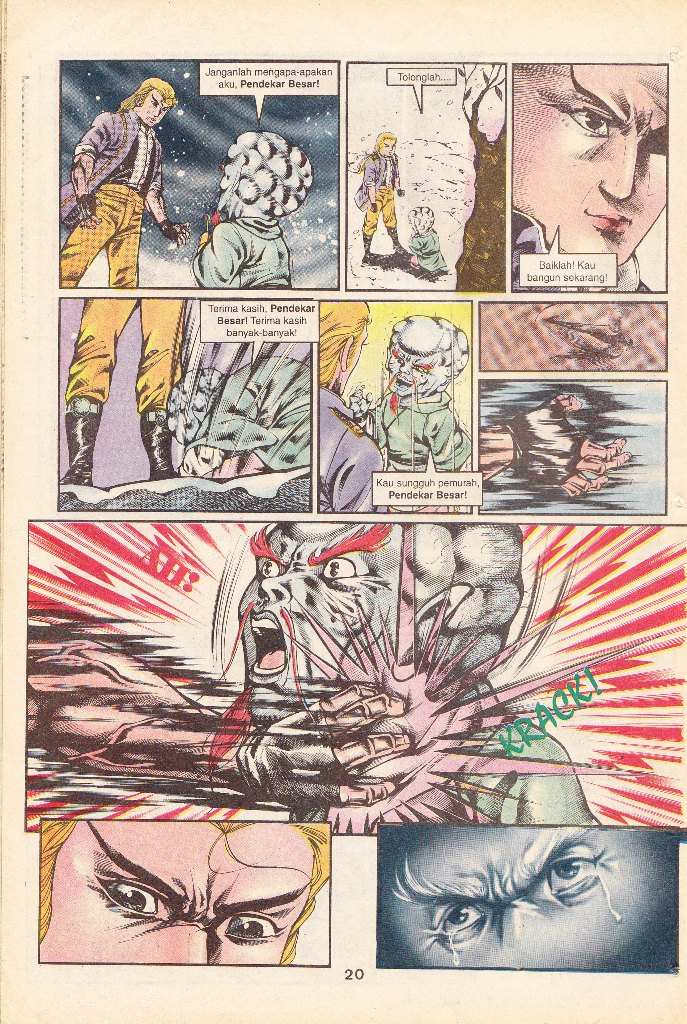 Janganlah mengapa-apakan
aku, Pendekar Besar!
Tolonglah....
Baiklah! Kau
bangun sekarang!
Terima kasih, Pendekar
Besar! Terima kasih
banyak-banyak!
Kau sungguh pemurah,
Pendekar Besar!
AH!
KRACK!
20